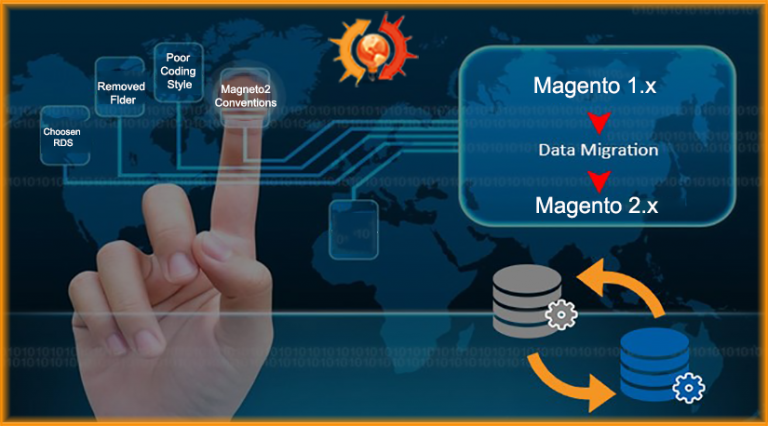 Poor
Coding
Style
Removed
Flder
Magneto2
Conventions
Choosen
RDS
Magento 1.x
Data Migration
Magento 2.x